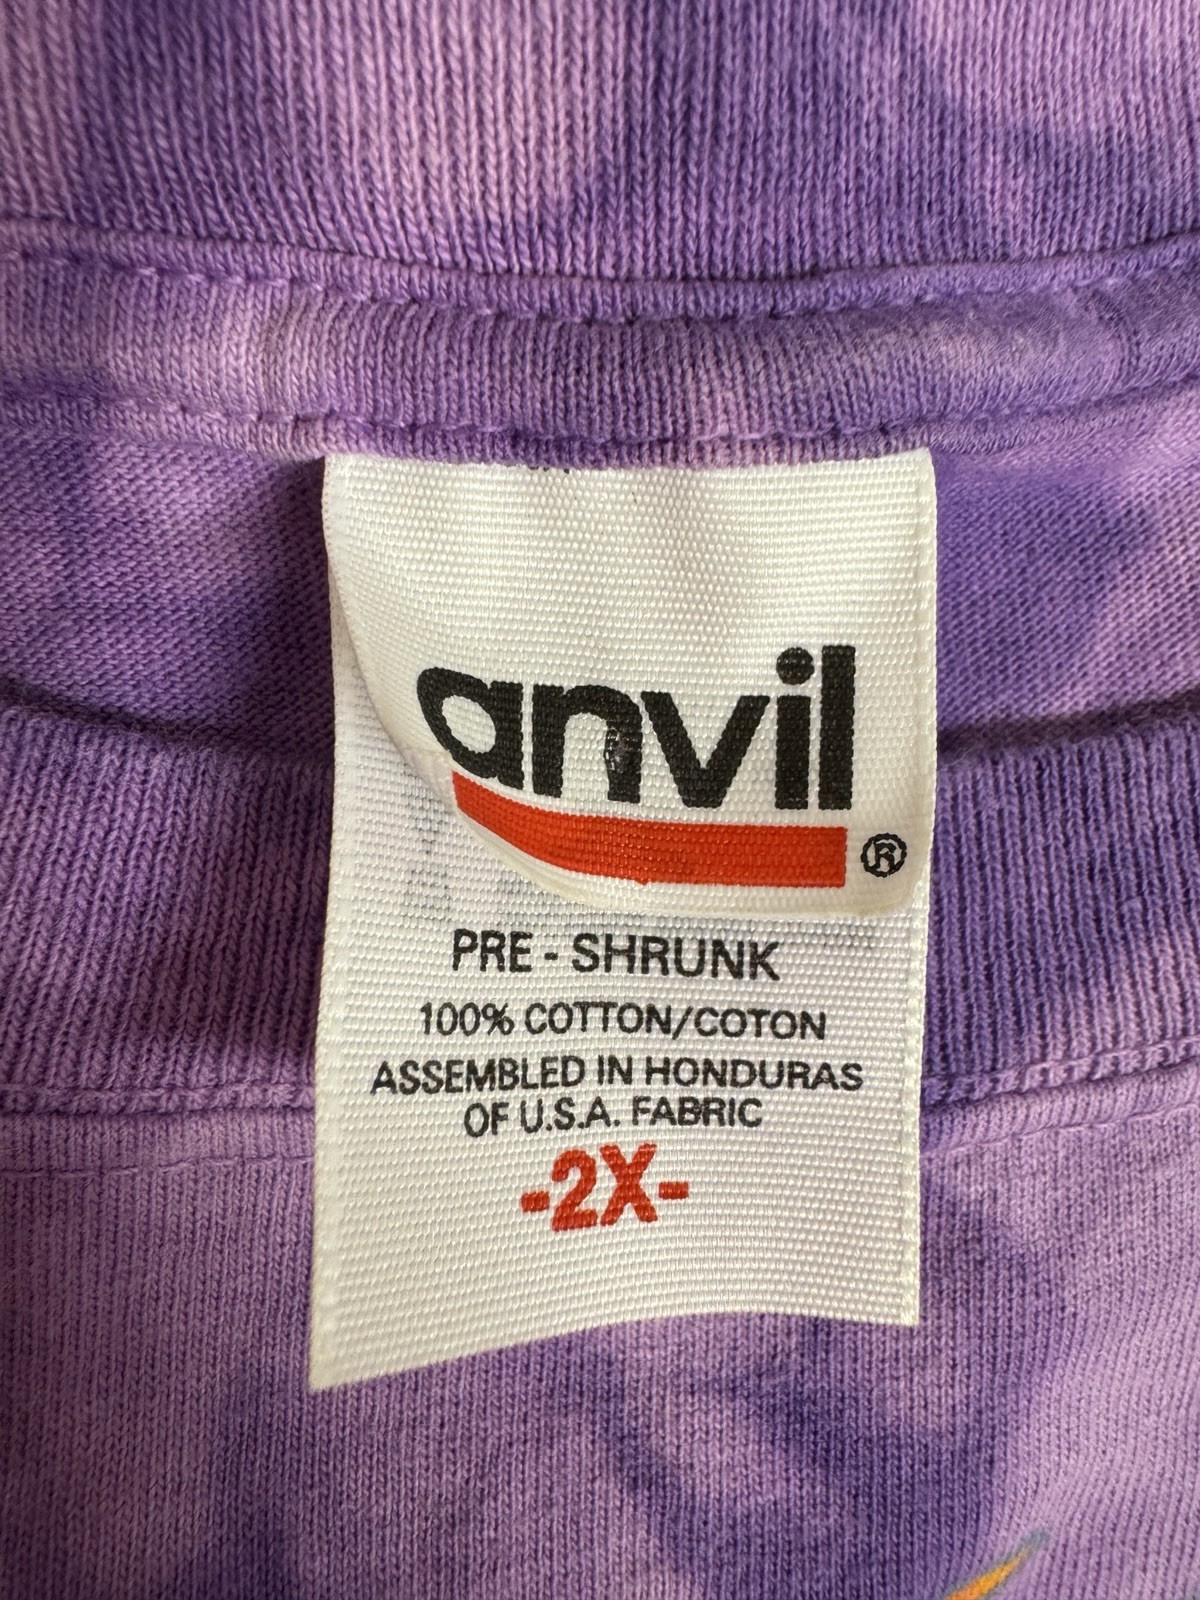 anvil
®
PRE - SHRUNK
100% COTTON/COTON
ASSEMBLED IN HONDURAS
OF U.S.A. FABRIC
-2X-